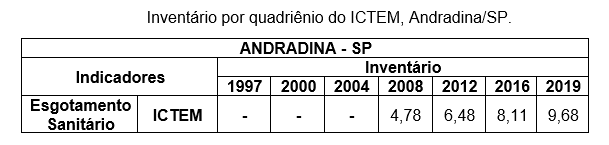 Inventário por quadriênio do ICTEM, Andradina/SP.
ANDRADINA - SP
Indicadores
Inventário
1997 2000 2004 2008 2012 2016 2019
Esgotamento Sanitário ICTEM - - - 4,78 6,48 8,11 9,68